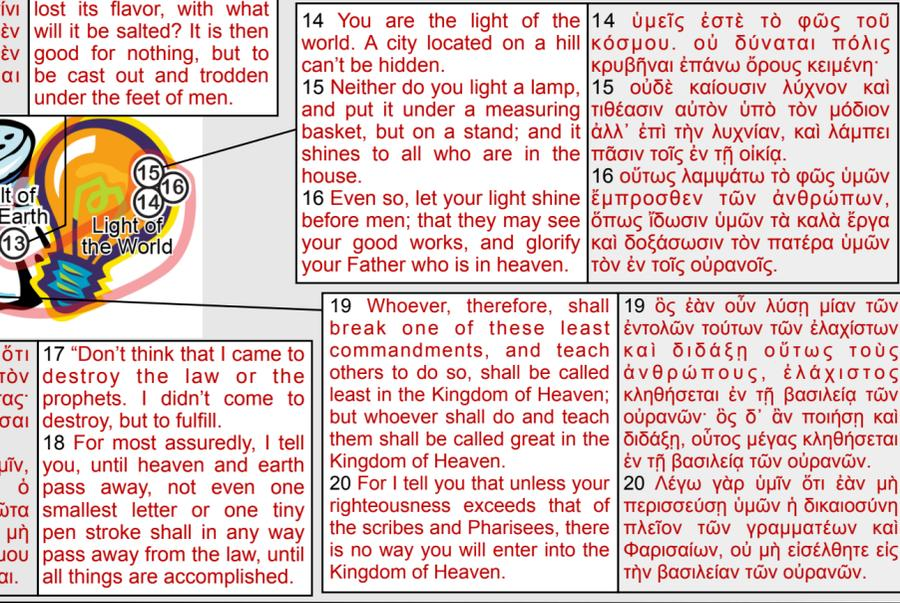 ίνι
ὲν
ὲν
αι
lost its flavor, with what
will it be salted? It is then
good for nothing, but to
be cast out and trodden
under the feet of men.
14 You are the light of the
world. A city located on a hill
can't be hidden.
15 Neither do you light a lamp,
and put it under a measuring
basket, but on a stand; and it
shines to all who are in the
house.
16 Even so, let your light shine
before men; that they may see
your good works, and glorify
your Father who is in heaven.
14 ὑμεῖς ἐστὲ τὸ φῶς τοῦ
κόσμου. οὐ δύναται πόλις
κρυβῆναι ἐπάνω ὄρους κειμένη·
15 οὐδὲ καίουσιν λύχνον καὶ
τιθέασιν αὐτὸν ὑπὸ τὸν μόδιον
ἀλλ’ ἐπὶ τὴν λυχνίαν, καὶ λάμπει
πᾶσιν τοῖς ἐν τῇ οἰκίᾳ.
16 οὕτως λαμψάτω τὸ φῶς ὑμῶν
ἔμπροσθεν τῶν ἀνθρώπων,
ὅπως ἴδωσιν ὑμῶν τὰ καλὰ ἔργα
καὶ δοξάσωσιν τὸν πατέρα ὑμῶν
τὸν ἐν τοῖς οὐρανοῖς.
lt of
Earth
13
15
16
14
Light of
the World
19 Whoever, therefore, shall
break one of these least
commandments, and teach
others to do so, shall be called
least in the Kingdom of Heaven;
but whoever shall do and teach
them shall be called great in the
Kingdom of Heaven.
20 For I tell you that unless your
righteousness exceeds that of
the scribes and Pharisees, there
is no way you will enter into the
Kingdom of Heaven.
19 ὃς ἐὰν οὖν λύσῃ μίαν τῶν
ἐντολῶν τούτων τῶν ἐλαχίστων
καὶ διδάξῃ οὕτως τοὺς
ἀνθρώπους, ἐλάχιστος
κληθήσεται ἐν τῇ βασιλείᾳ τῶν
οὐρανῶν· ὃς δ’ ἂν ποιήσῃ καὶ
διδάξῃ, οὗτος μέγας κληθήσεται
ἐν τῇ βασιλείᾳ τῶν οὐρανῶν.
20 Λέγω γὰρ ὑμῖν ὅτι ἐὰν μὴ
περισσεύσῃ ὑμῶν ἡ δικαιοσύνη
πλεῖον τῶν γραμματέων καὶ
Φαρισαίων, οὐ μὴ εἰσέλθητε εἰς
τὴν βασιλείαν τῶν οὐρανῶν.
ὅτι
τὸν
τας·
σαι
μῖν,
ὁ
ῶτα
μὴ
μου
αι.
17 “Don’t think that I came to
destroy the law or the
prophets. I didn’t come to
destroy, but to fulfill.
18 For most assuredly, I tell
you, until heaven and earth
pass away, not even one
smallest letter or one tiny
pen stroke shall in any way
pass away from the law, until
all things are accomplished.